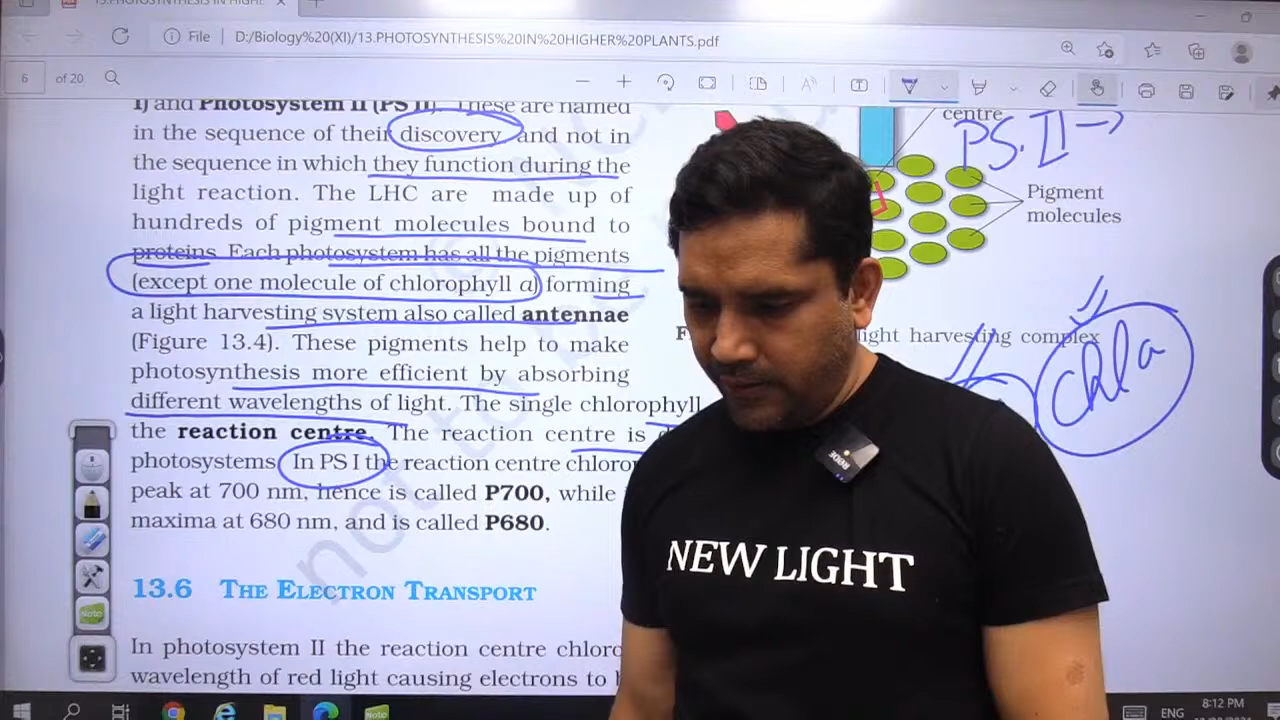 13.PHOTOSYNTHESIS IN HIGHER
File D:/Biology%20(XI)/13.PHOTOSYNTHESIS%20IN%20HIGHER%20PLANTS.pdf
6 of 20
I) and Photosystem II (PS II). These are named
in the sequence of their discovery and not in
the sequence in which they function during the
light reaction. The LHC are made up of
hundreds of pigment molecules bound to
proteins. Each photosystem has all the pigments
(except one molecule of chlorophyll a) forming
a light harvesting system also called antennae
(Figure 13.4). These pigments help to make
photosynthesis more efficient by absorbing
different wavelengths of light. The single chlorophyll
the reaction centre. The reaction centre is
photosystems. In PS I the reaction centre
peak at 700 nm, hence is called P700, while
maxima at 680 nm, and is called P680.
13.6 THE ELECTRON TRANSPORT
In photosystem II the reaction centre
wavelength of red light causing electrons to
centre
PS.II→
Pigment
molecules
light harvesting complex
chl a
RODE
NEW LIGHT
Note
ENG
8:12 PM